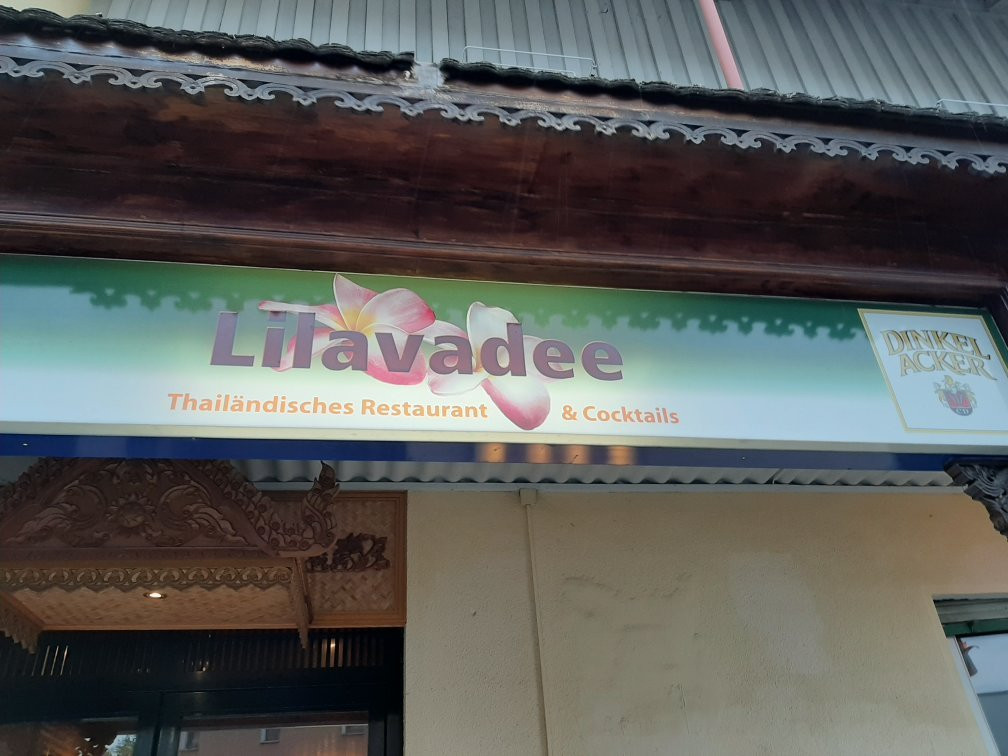 Lilavadee
Thailändisches Restaurant & Cocktails
DINKEL
ACKER